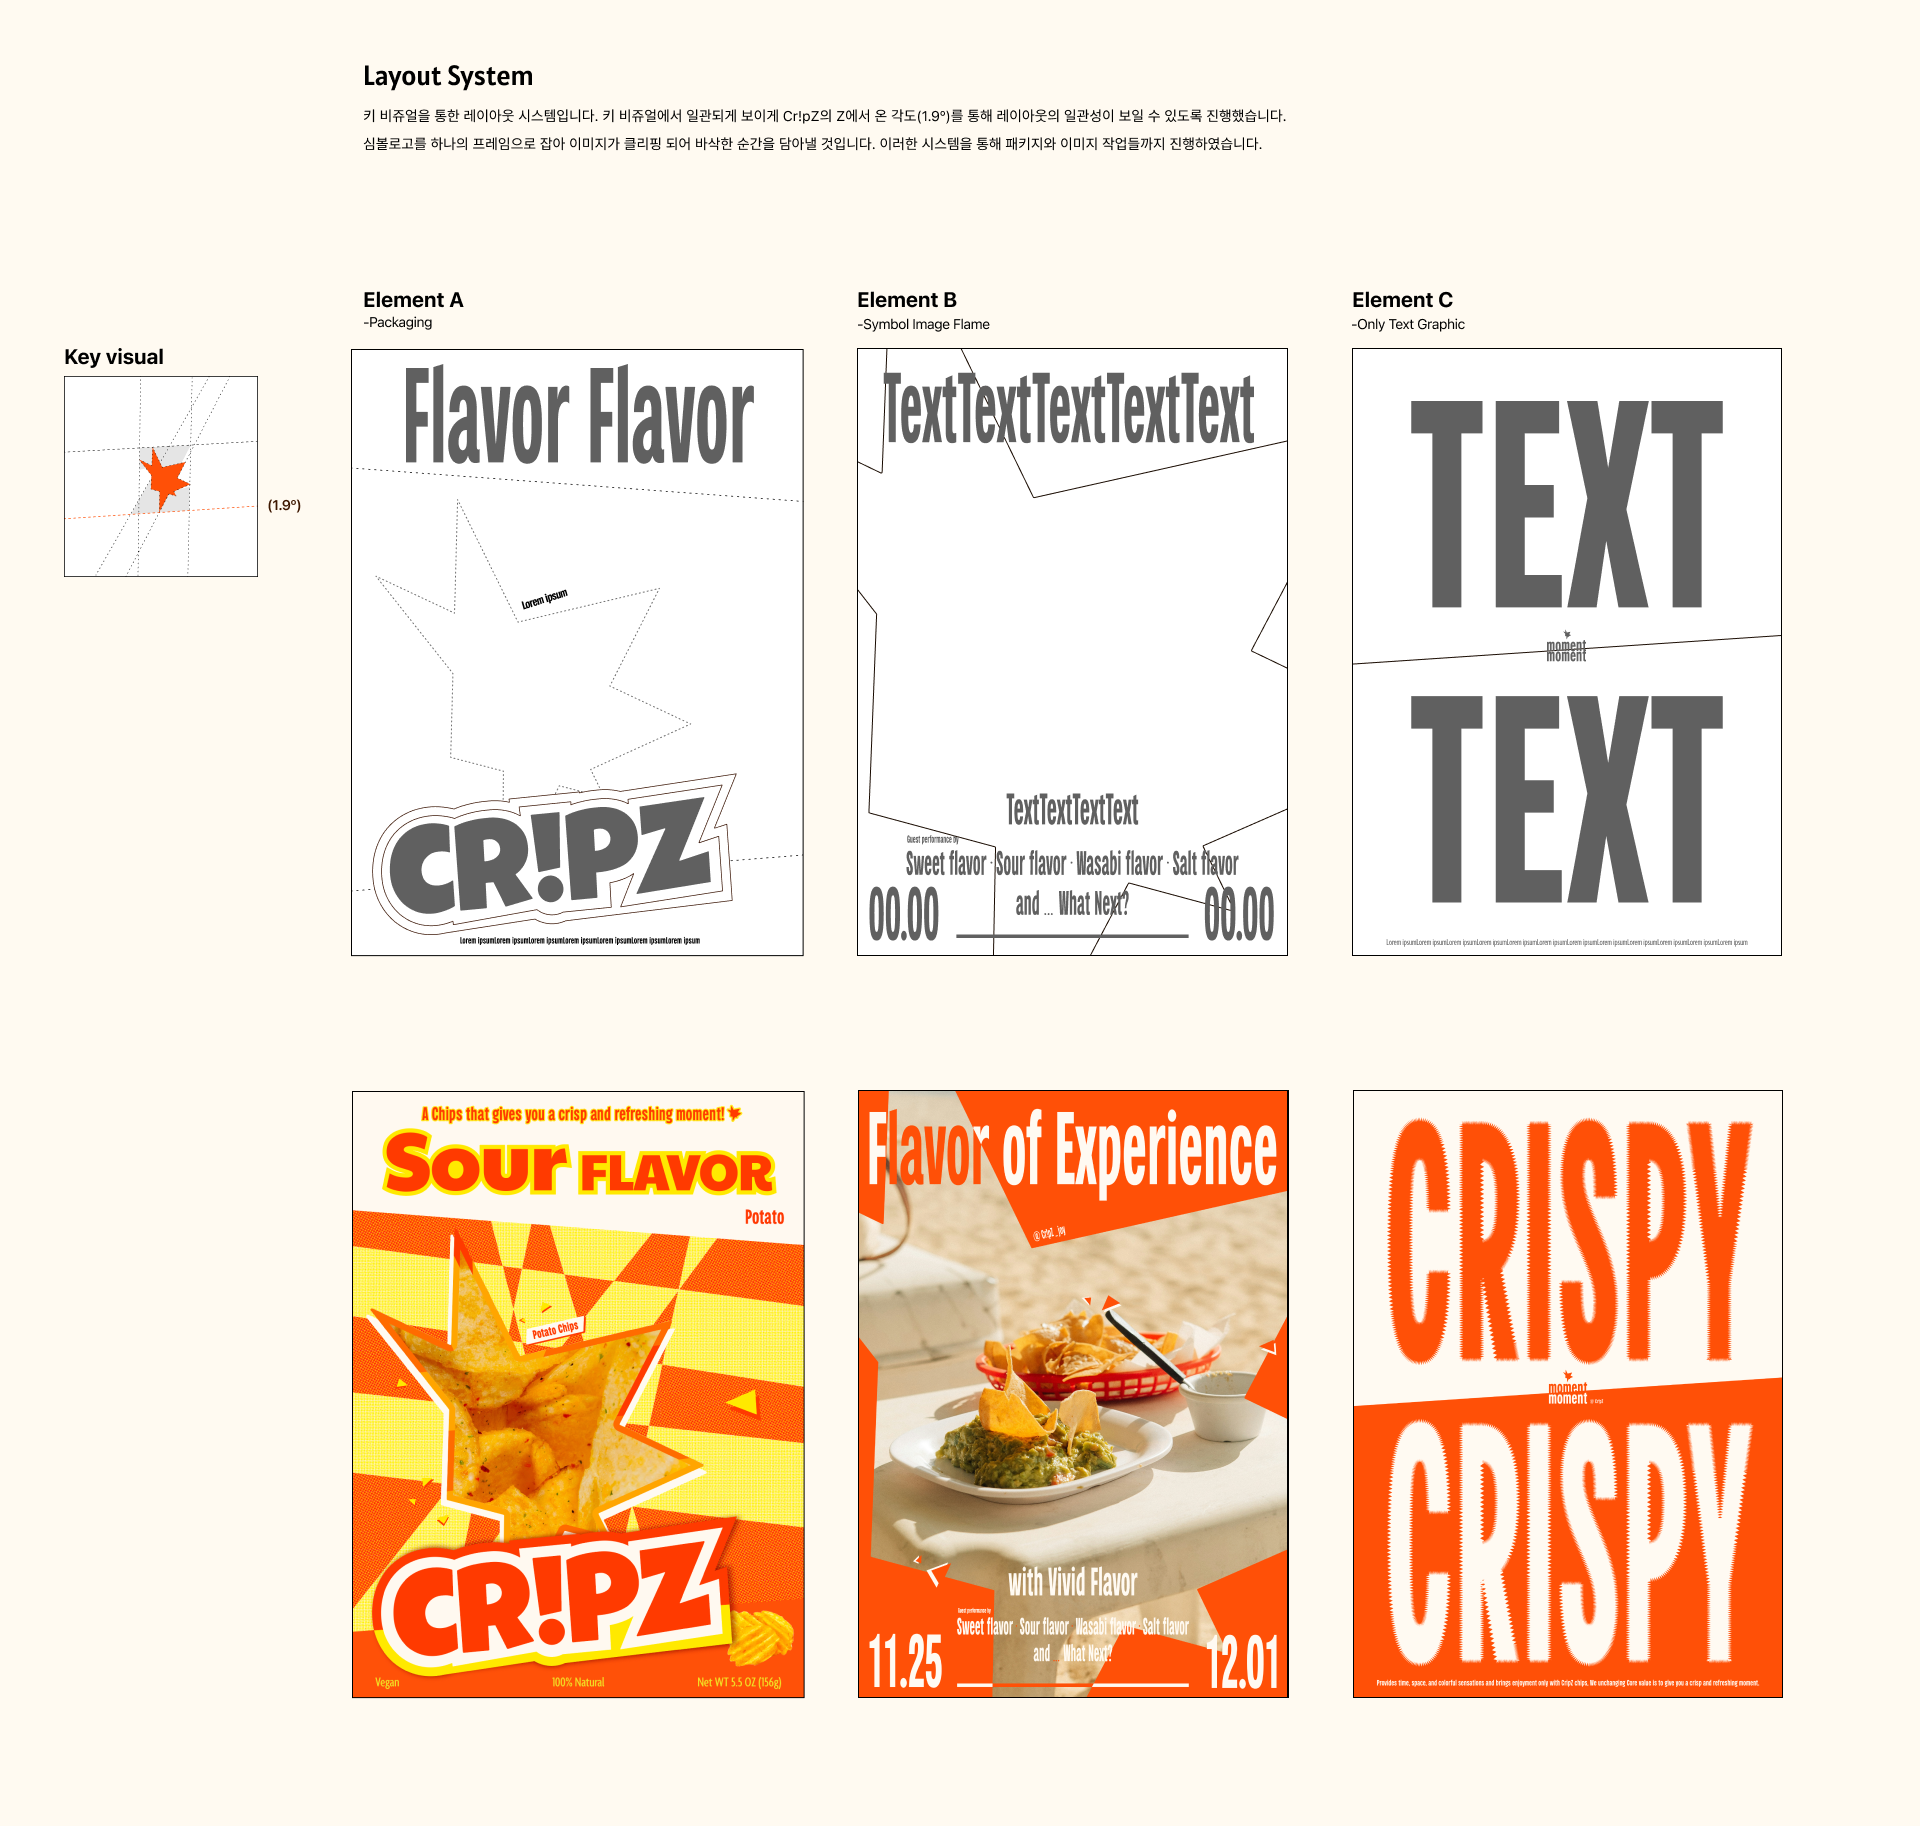 Layout System
키 비쥬얼을 통한 레이아웃 시스템입니다. 키 비쥬얼에서 일관되게 보이게 Cr!pZ의 Z에서 온 각도(1.9º)를 통해 레이아웃의 일관성이 보일 수 있도록 진행했습니다.
심볼로고를 하나의 프레임으로 잡아 이미지가 클리핑 되어 바삭한 순간을 담아낼 것입니다. 이러한 시스템을 통해 패키지와 이미지 작업들까지 진행하였습니다.
Key visual
(1.9º)
Element A
-Packaging
Flavor Flavor
Lorem ipsum
CR!PZ
Lorem ipsumLorem ipsumLorem ipsumLorem ipsumLorem ipsumLorem ipsumLorem ipsum
Element B
-Symbol Image Flame
TextTextTextTextText
TextTextTextText
Guest performance by
Sweet flavor · Sour flavor · Wasabi flavor · Salt flavor
and ... What Next?
00.00
00.00
Element C
-Only Text Graphic
TEXT
moment
moment
TEXT
Lorem ipsumLorem ipsumLorem ipsumLorem ipsumLorem ipsumLorem ipsumLorem ipsumLorem ipsumLorem ipsumLorem ipsumLorem ipsumLorem ipsum
A Chips that gives you a crisp and refreshing moment!
Sour FLAVOR
Potato
Potato Chips
CR!PZ
Vegan
100% Natural
Net WT 5.5 OZ (156g)
Flavor of Experience
with Vivid Flavor
Guest performance by
Sweet flavor Sour flavor Wasabi flavor· Salt flavor
and ... What Next?
11.25
12.01
CRISPY
moment
moment
CRISPY
Provides time, space, and colorful sensations and brings enjoyment only with CripZ chips. We unchanging Core value is to give you a crisp and refreshing moment.